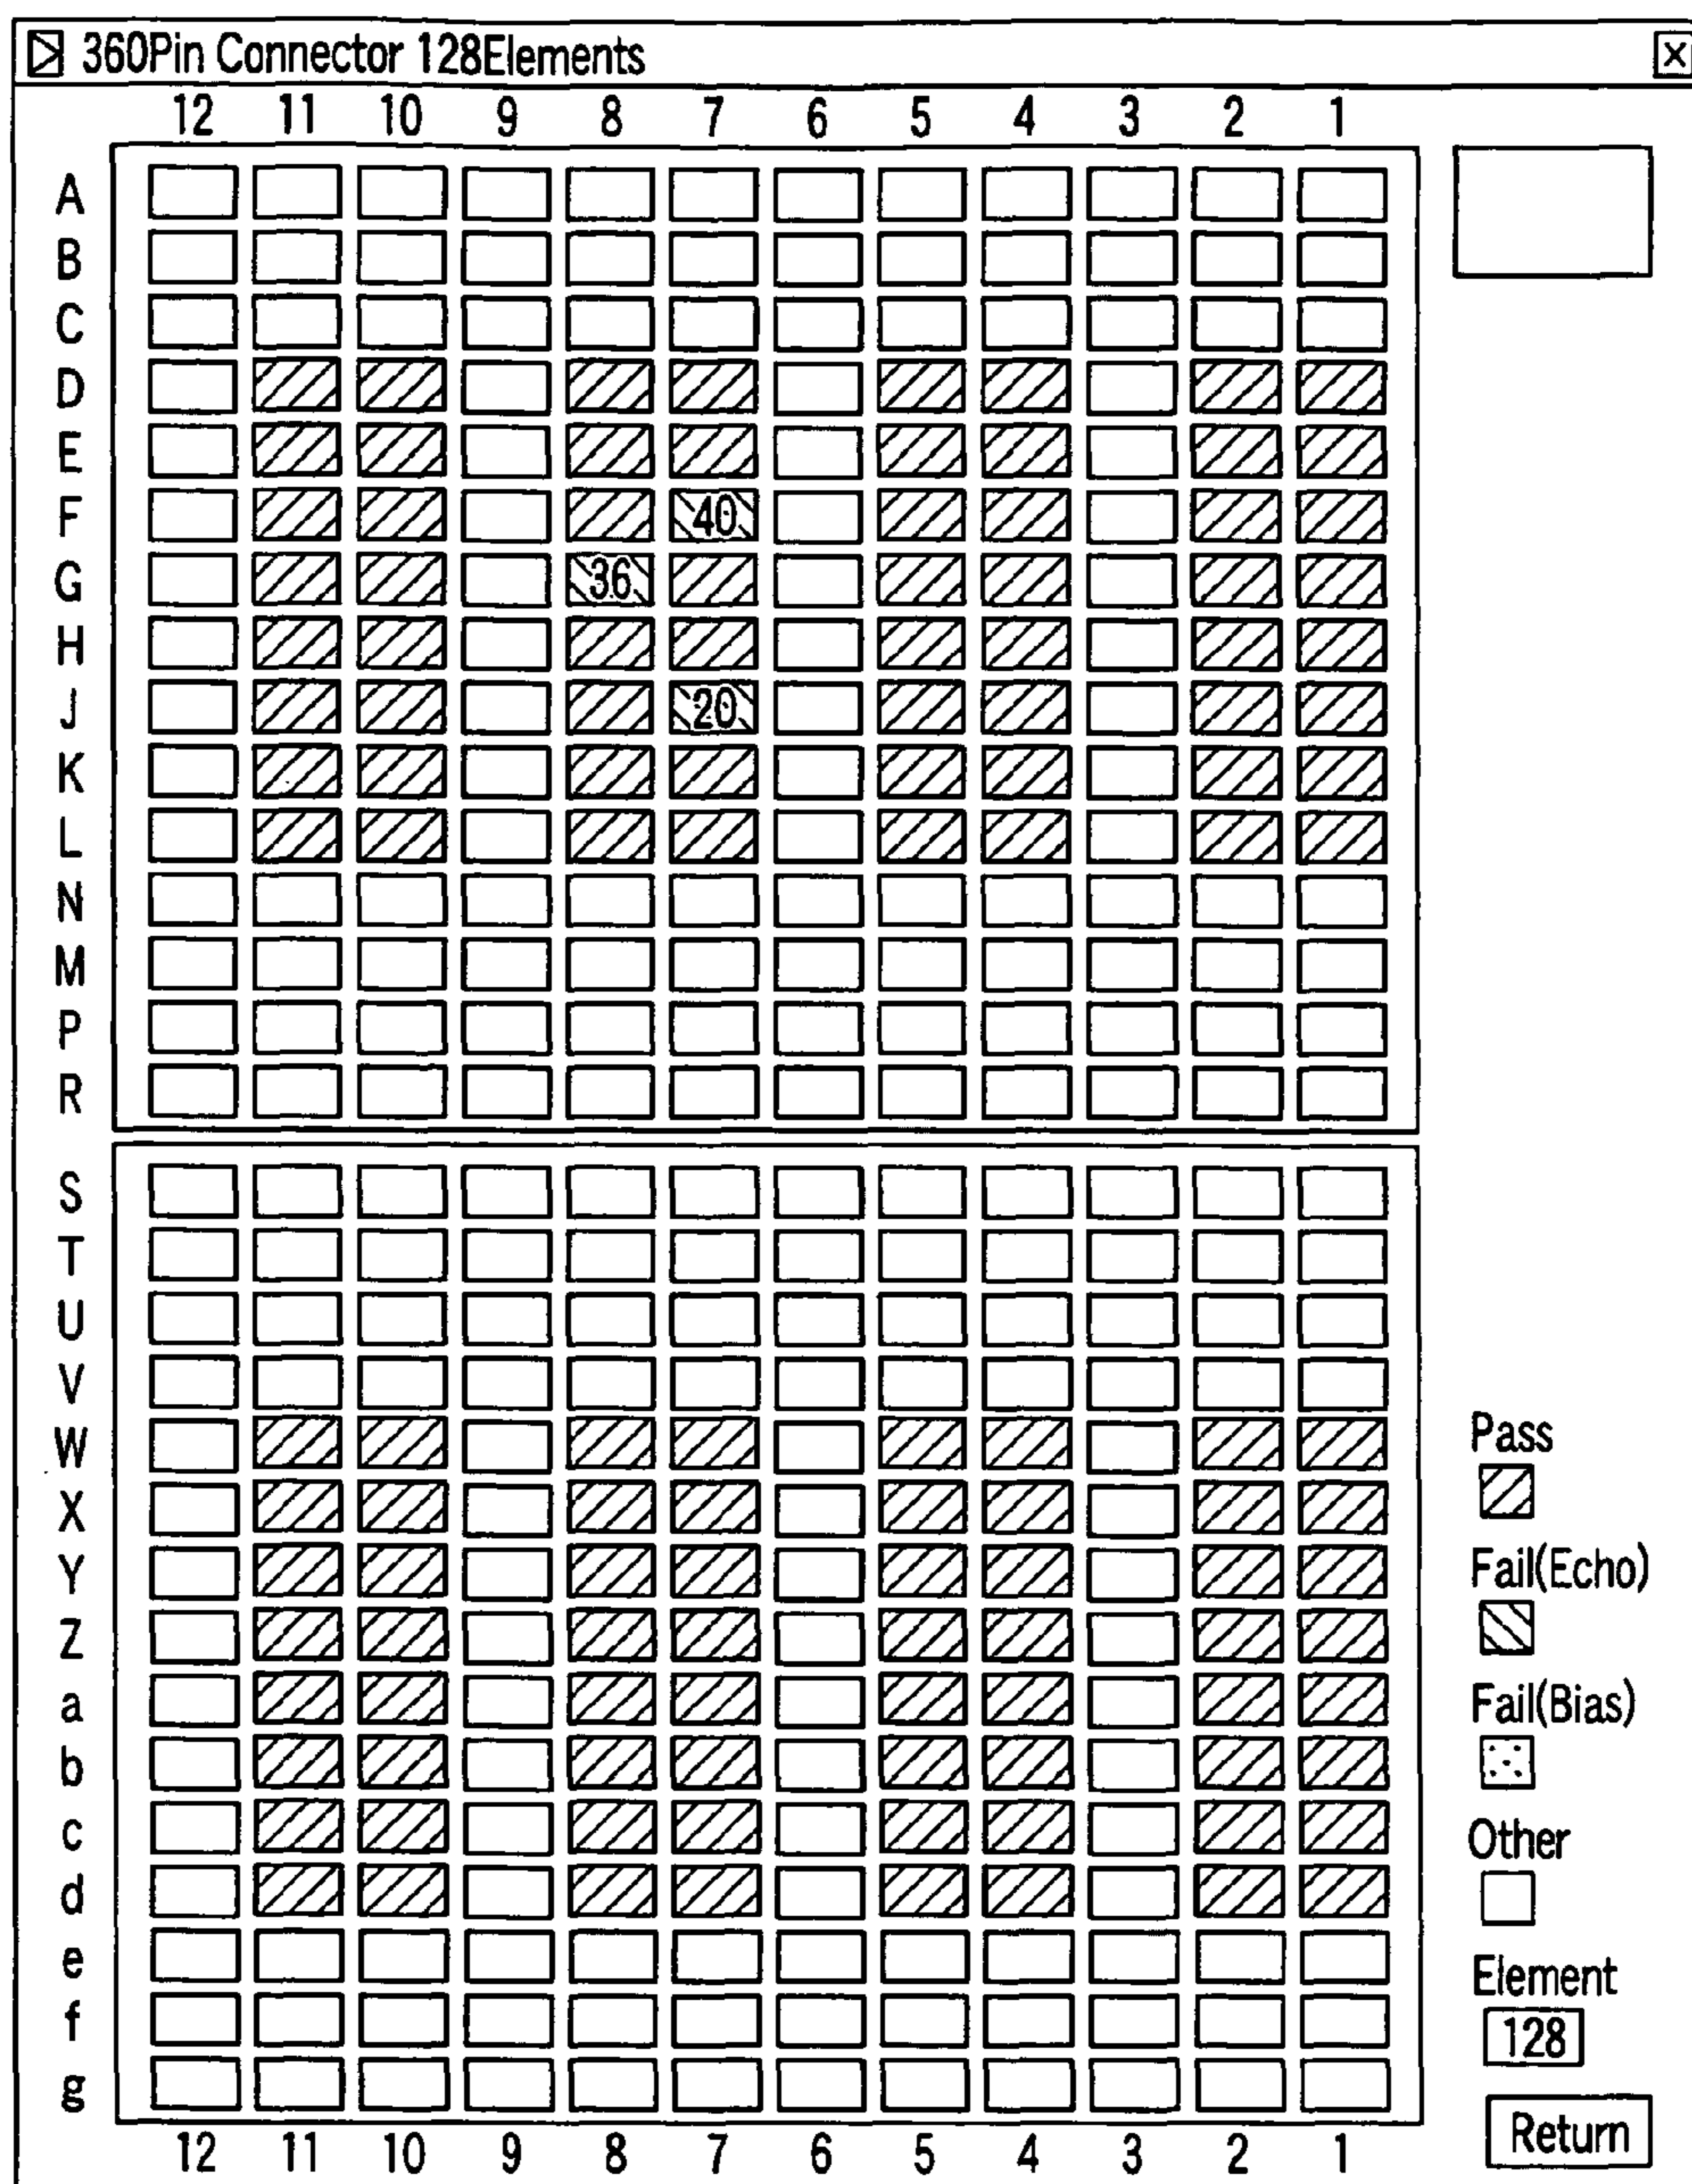 360Pin Connector 128Elements
12 11 10 9 8 7 6 5 4 3 2 1
A
B
C
D
E
F 40
G 36
H
J 20
K
L
N
M
P
R
S
T
U
V
W
X
Y
Z
a
b
c
d
e
f
g
12 11 10 9 8 7 6 5 4 3 2 1
Pass
Fail(Echo)
Fail(Bias)
Other
Element
128
Return